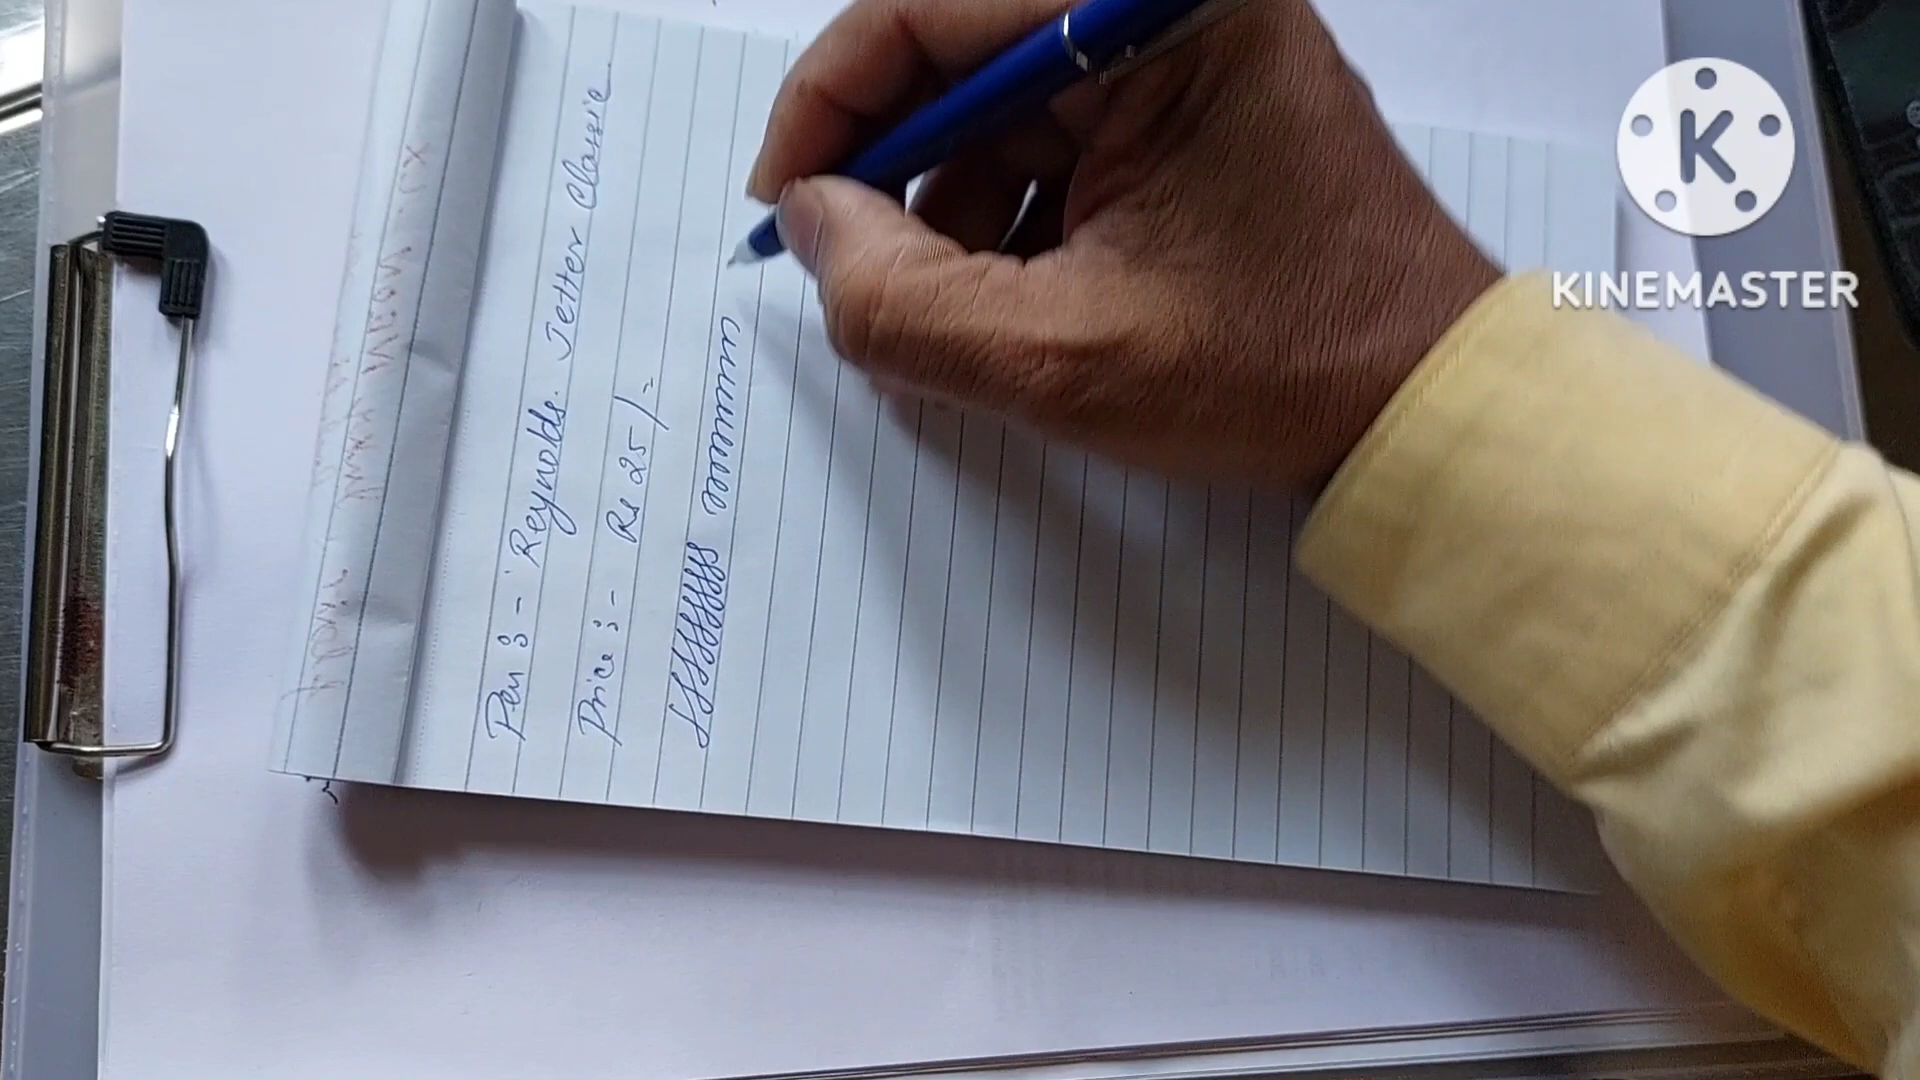 Pen :- Reynolds. Jetter Classic
Price :- Rs 25/=
K
KINEMASTER